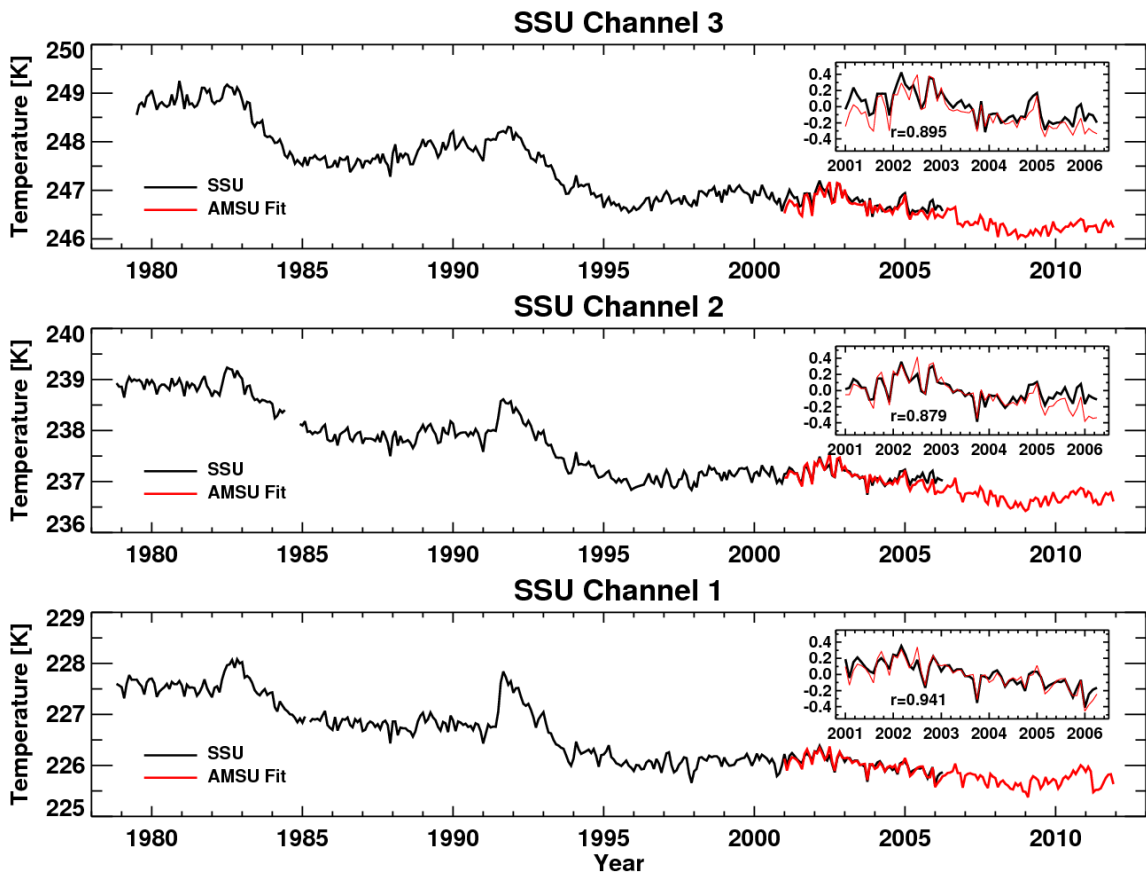 SSU Channel 3
Temperature [K]
250
249
248
247
246
SSU
AMSU Fit
0.4
0.2
0.0
-0.2
-0.4
r=0.895
2001 2002 2003 2004 2005 2006
1980 1985 1990 1995 2000 2005 2010
SSU Channel 2
Temperature [K]
240
239
238
237
236
SSU
AMSU Fit
0.4
0.2
0.0
-0.2
-0.4
r=0.879
2001 2002 2003 2004 2005 2006
1980 1985 1990 1995 2000 2005 2010
SSU Channel 1
Temperature [K]
229
228
227
226
225
SSU
AMSU Fit
0.4
0.2
0.0
-0.2
-0.4
r=0.941
2001 2002 2003 2004 2005 2006
1980 1985 1990 1995 2000 2005 2010
Year